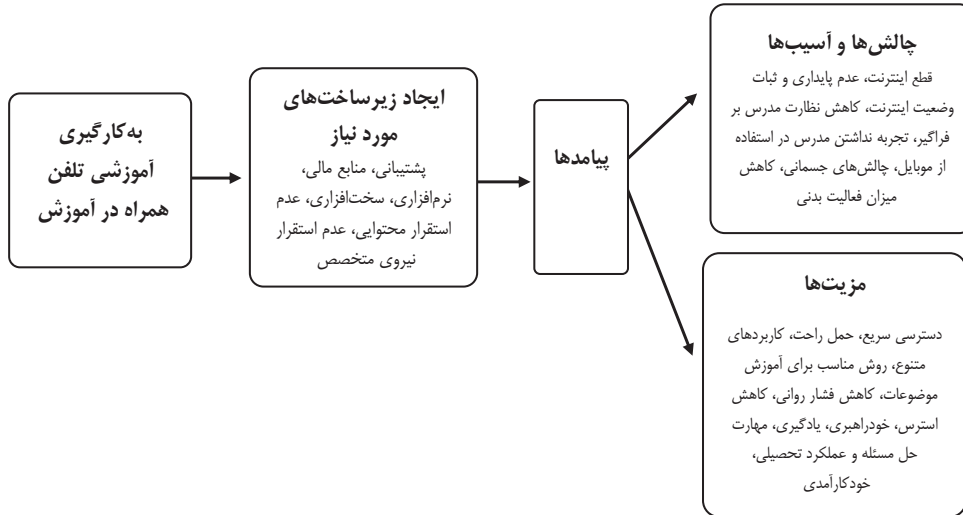 به‌کارگیری
آموزشی تلفن
همراه در آموزش
ایجاد زیرساخت‌های
مورد نیاز
پشتیبانی، منابع مالی،
نرم‌افزاری، سخت‌افزاری، عدم
استقرار محتوایی، عدم استقرار
نیروی متخصص
پیامدها
چالش‌ها و آسیب‌ها
قطع اینترنت، عدم پایداری و ثبات
وضعیت اینترنت، کاهش نظارت مدرس بر
فراگیر، تجربه نداشتن مدرس در استفاده
از موبایل، چالش‌های جسمانی، کاهش
میزان فعالیت بدنی
مزیت‌ها
دسترسی سریع، حمل راحت، کاربردهای
متنوع، روش مناسب برای آموزش
موضوعات، کاهش فشار روانی، کاهش
استرس، خودراهبری، یادگیری، مهارت
حل مسئله و عملکرد تحصیلی،
خودکارآمدی